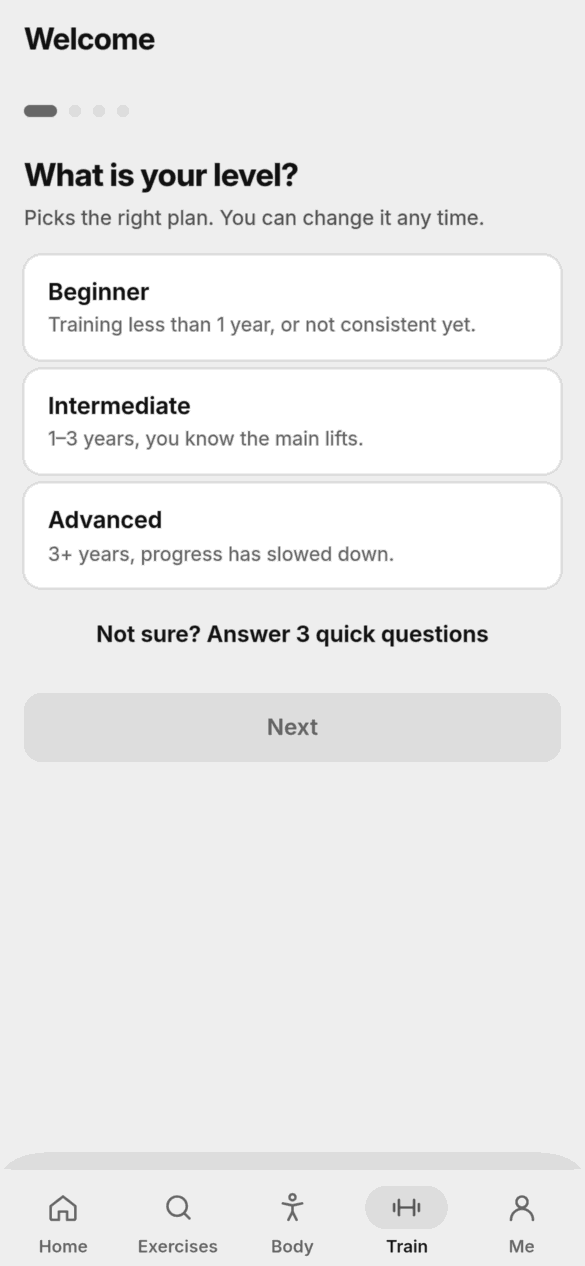 Welcome
What is your level?
Picks the right plan. You can change it any time.
Beginner
Training less than 1 year, or not consistent yet.
Intermediate
1–3 years, you know the main lifts.
Advanced
3+ years, progress has slowed down.
Not sure? Answer 3 quick questions
Next
Home
Exercises
Body
Train
Me